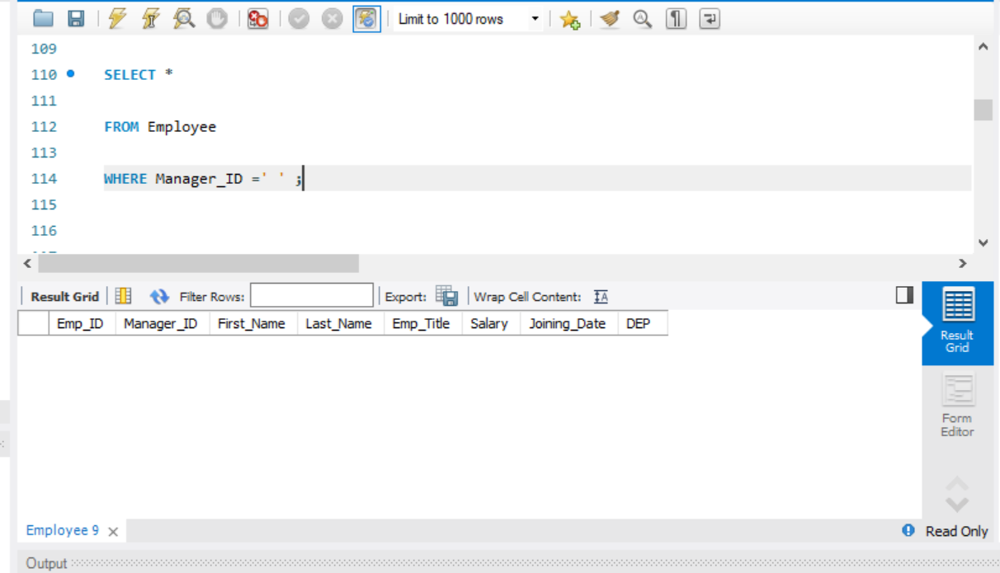 Limit to 1000 rows
109
110 SELECT *
111
112 FROM Employee
113
114 WHERE Manager_ID =' ' ;
115
116
Result Grid Filter Rows: Export: Wrap Cell Content:
Emp_ID Manager_ID First_Name Last_Name Emp_Title Salary Joining_Date DEP
Result
Grid
Form
Editor
Employee 9
Read Only
Output